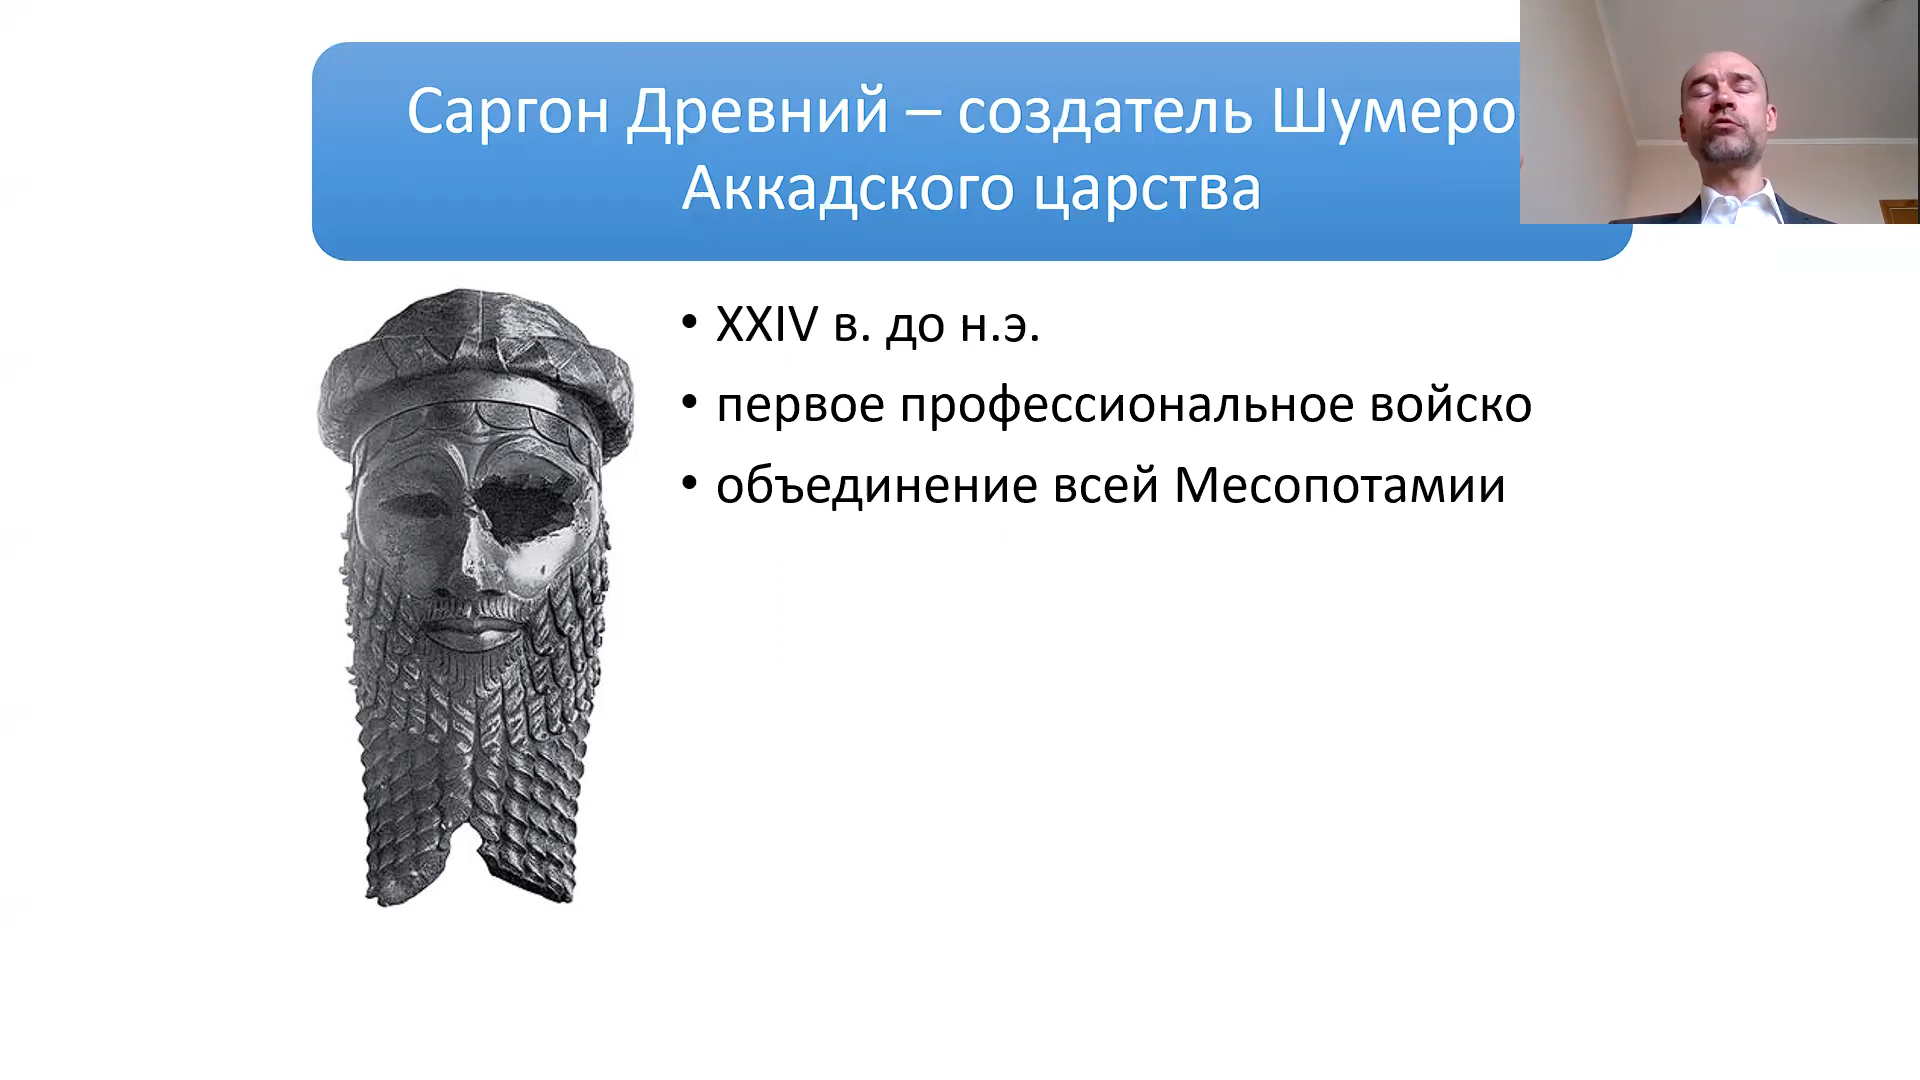 Саргон Древний – создатель Шумеро
Аккадского царства
• XXIV в. до н.э.
• первое профессиональное войско
• объединение всей Месопотамии